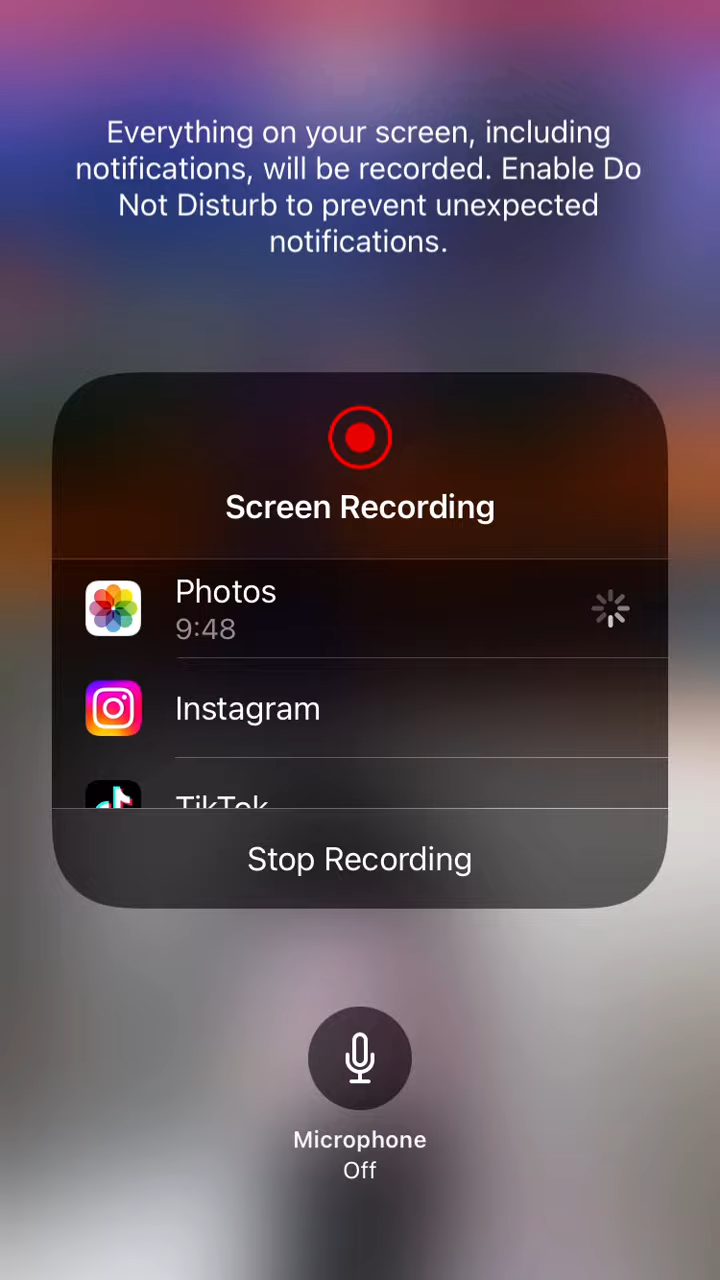 Everything on your screen, including
notifications, will be recorded. Enable Do
Not Disturb to prevent unexpected
notifications.
Screen Recording
Photos
9:48
Instagram
TikTok
Stop Recording
Microphone
Off